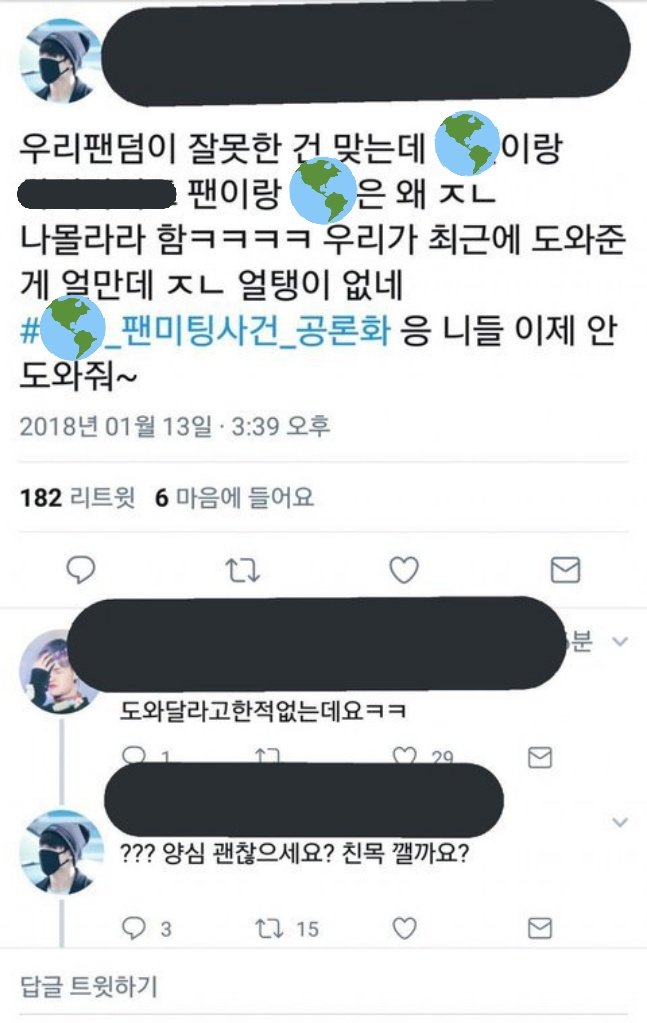 우리팬덤이 잘못한 건 맞는데 이랑
팬이랑 은 왜 ㅈㄴ
나몰라라 함ㅋㅋㅋㅋ 우리가 최근에 도와준
게 얼만데 ㅈㄴ 얼탱이 없네
#_팬미팅사건_공론화 응 니들 이제 안
도와줘~
2018년 01월 13일 · 3:39 오후
182 리트윗 6 마음에 들어요
분
도와달라고한적없는데요ㅋㅋ
1 29
??? 양심 괜찮으세요? 친목 깰까요?
3 15
답글 트윗하기